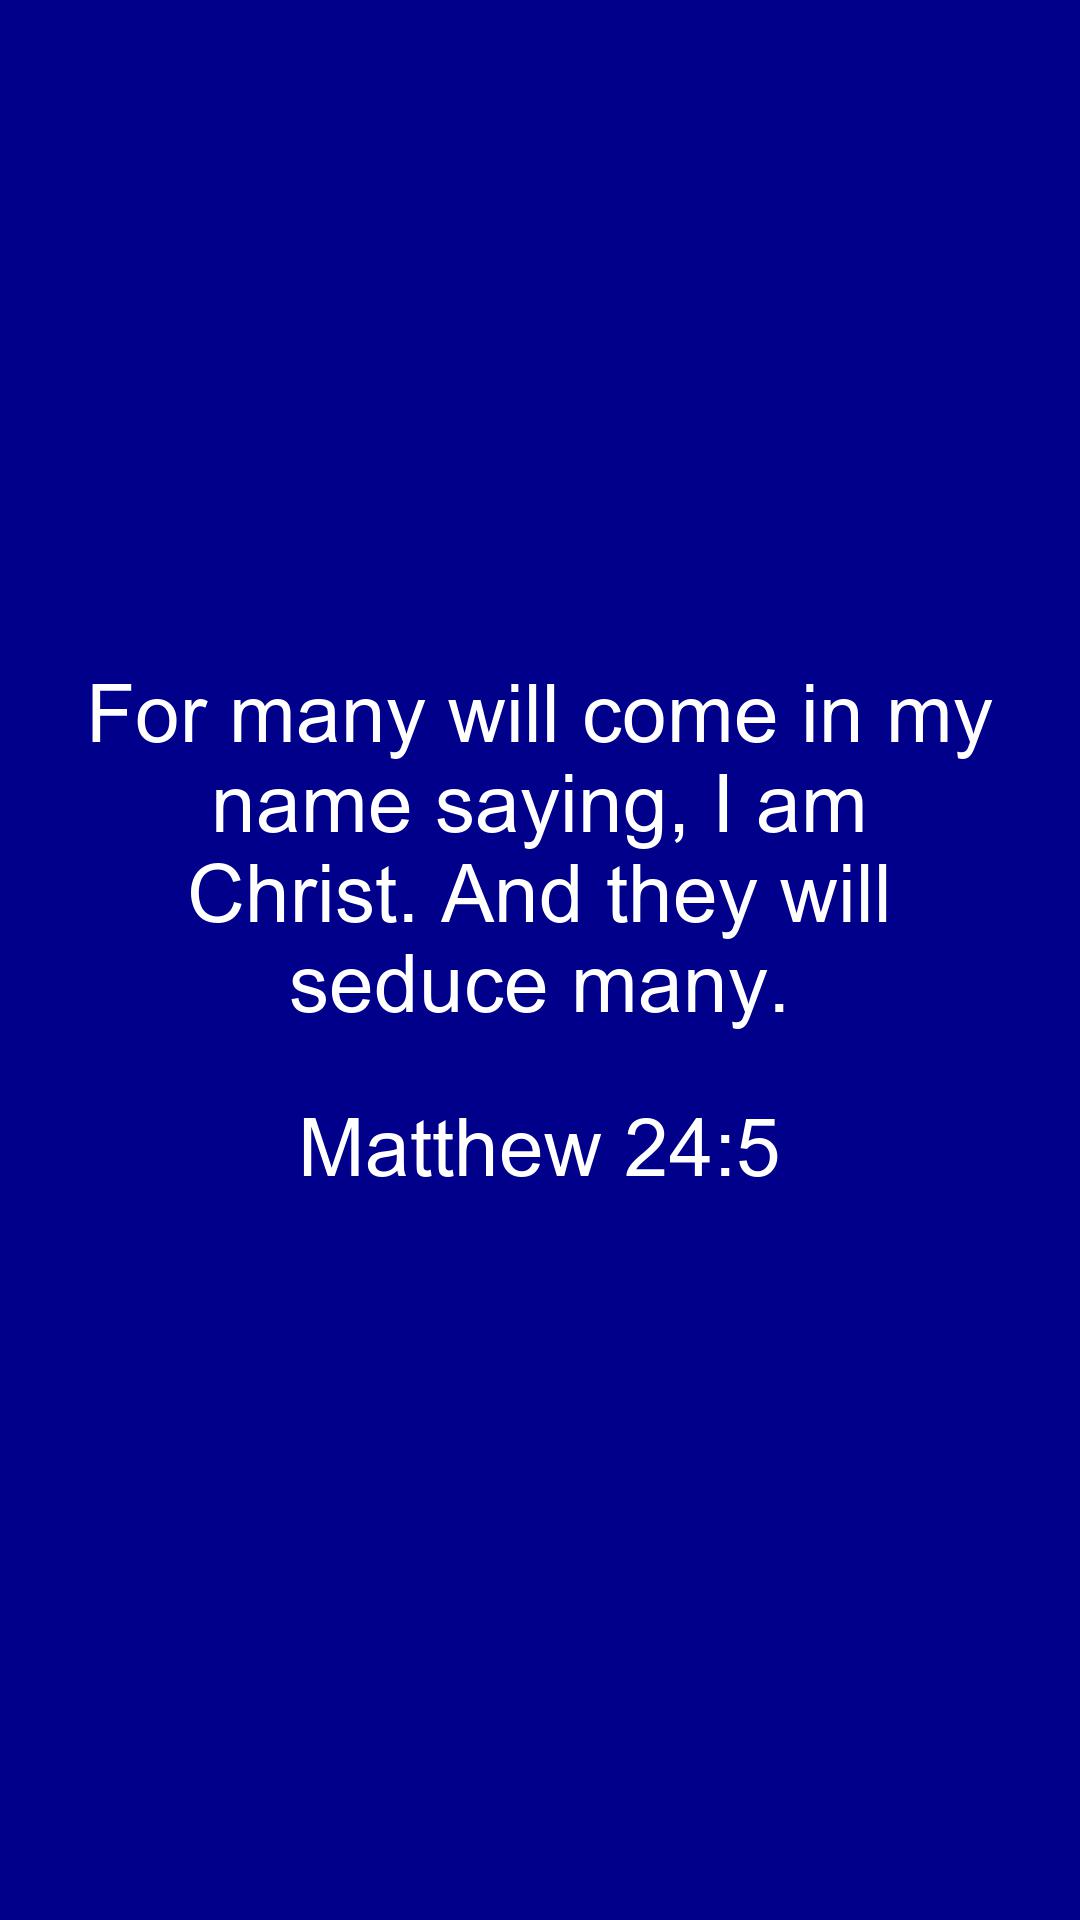 For many will come in my
name saying, I am
Christ. And they will
seduce many.
Matthew 24:5